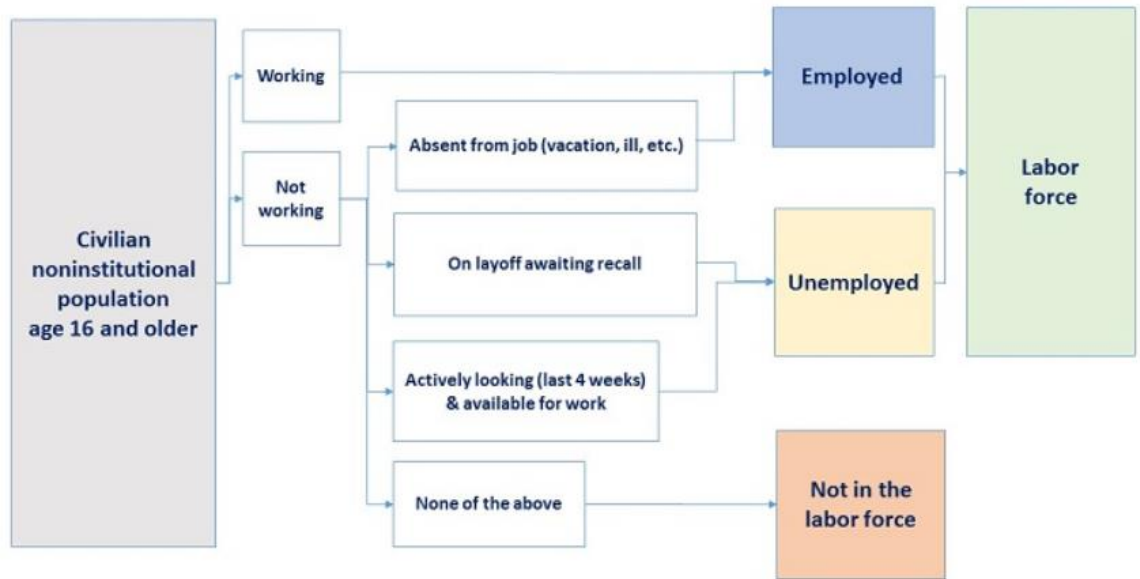 Civilian
noninstitutional
population
age 16 and older
Working
Not
working
Absent from job (vacation, ill, etc.)
On layoff awaiting recall
Actively looking (last 4 weeks)
& available for work
None of the above
Employed
Unemployed
Not in the
labor force
Labor
force